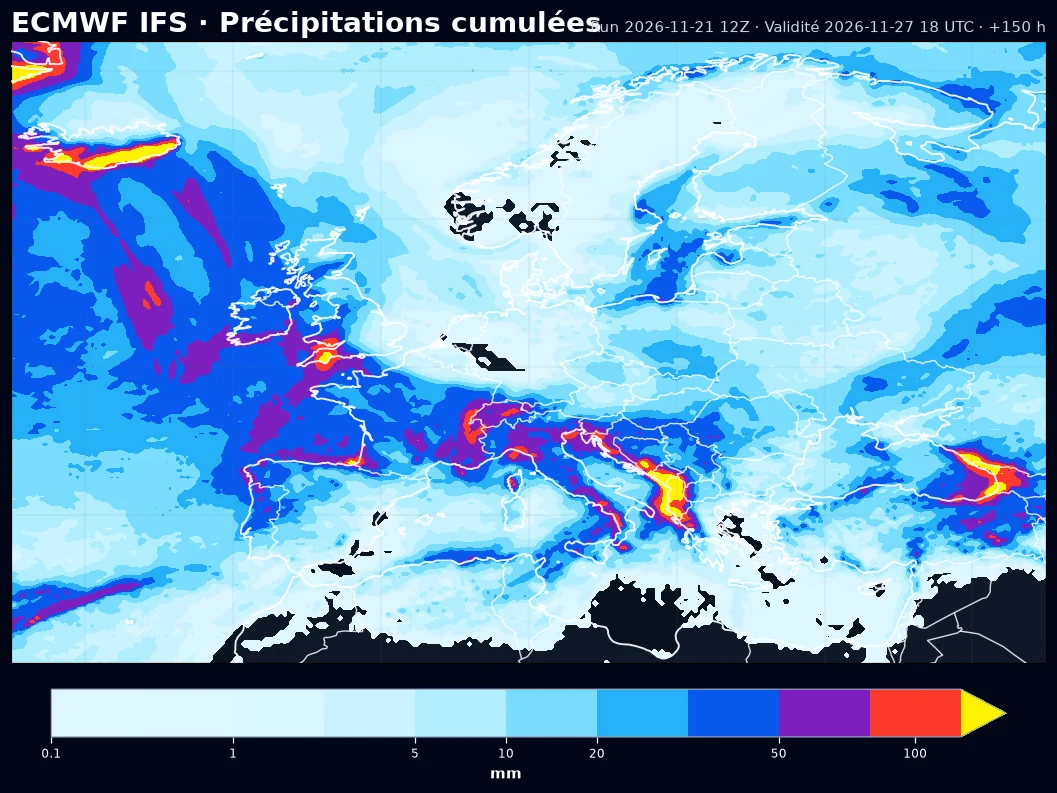 ECMWF IFS · Précipitations cumulées
Run 2026-11-21 12Z · Validité 2026-11-27 18 UTC · +150 h
0.1 1 5 10 20 50 100
mm